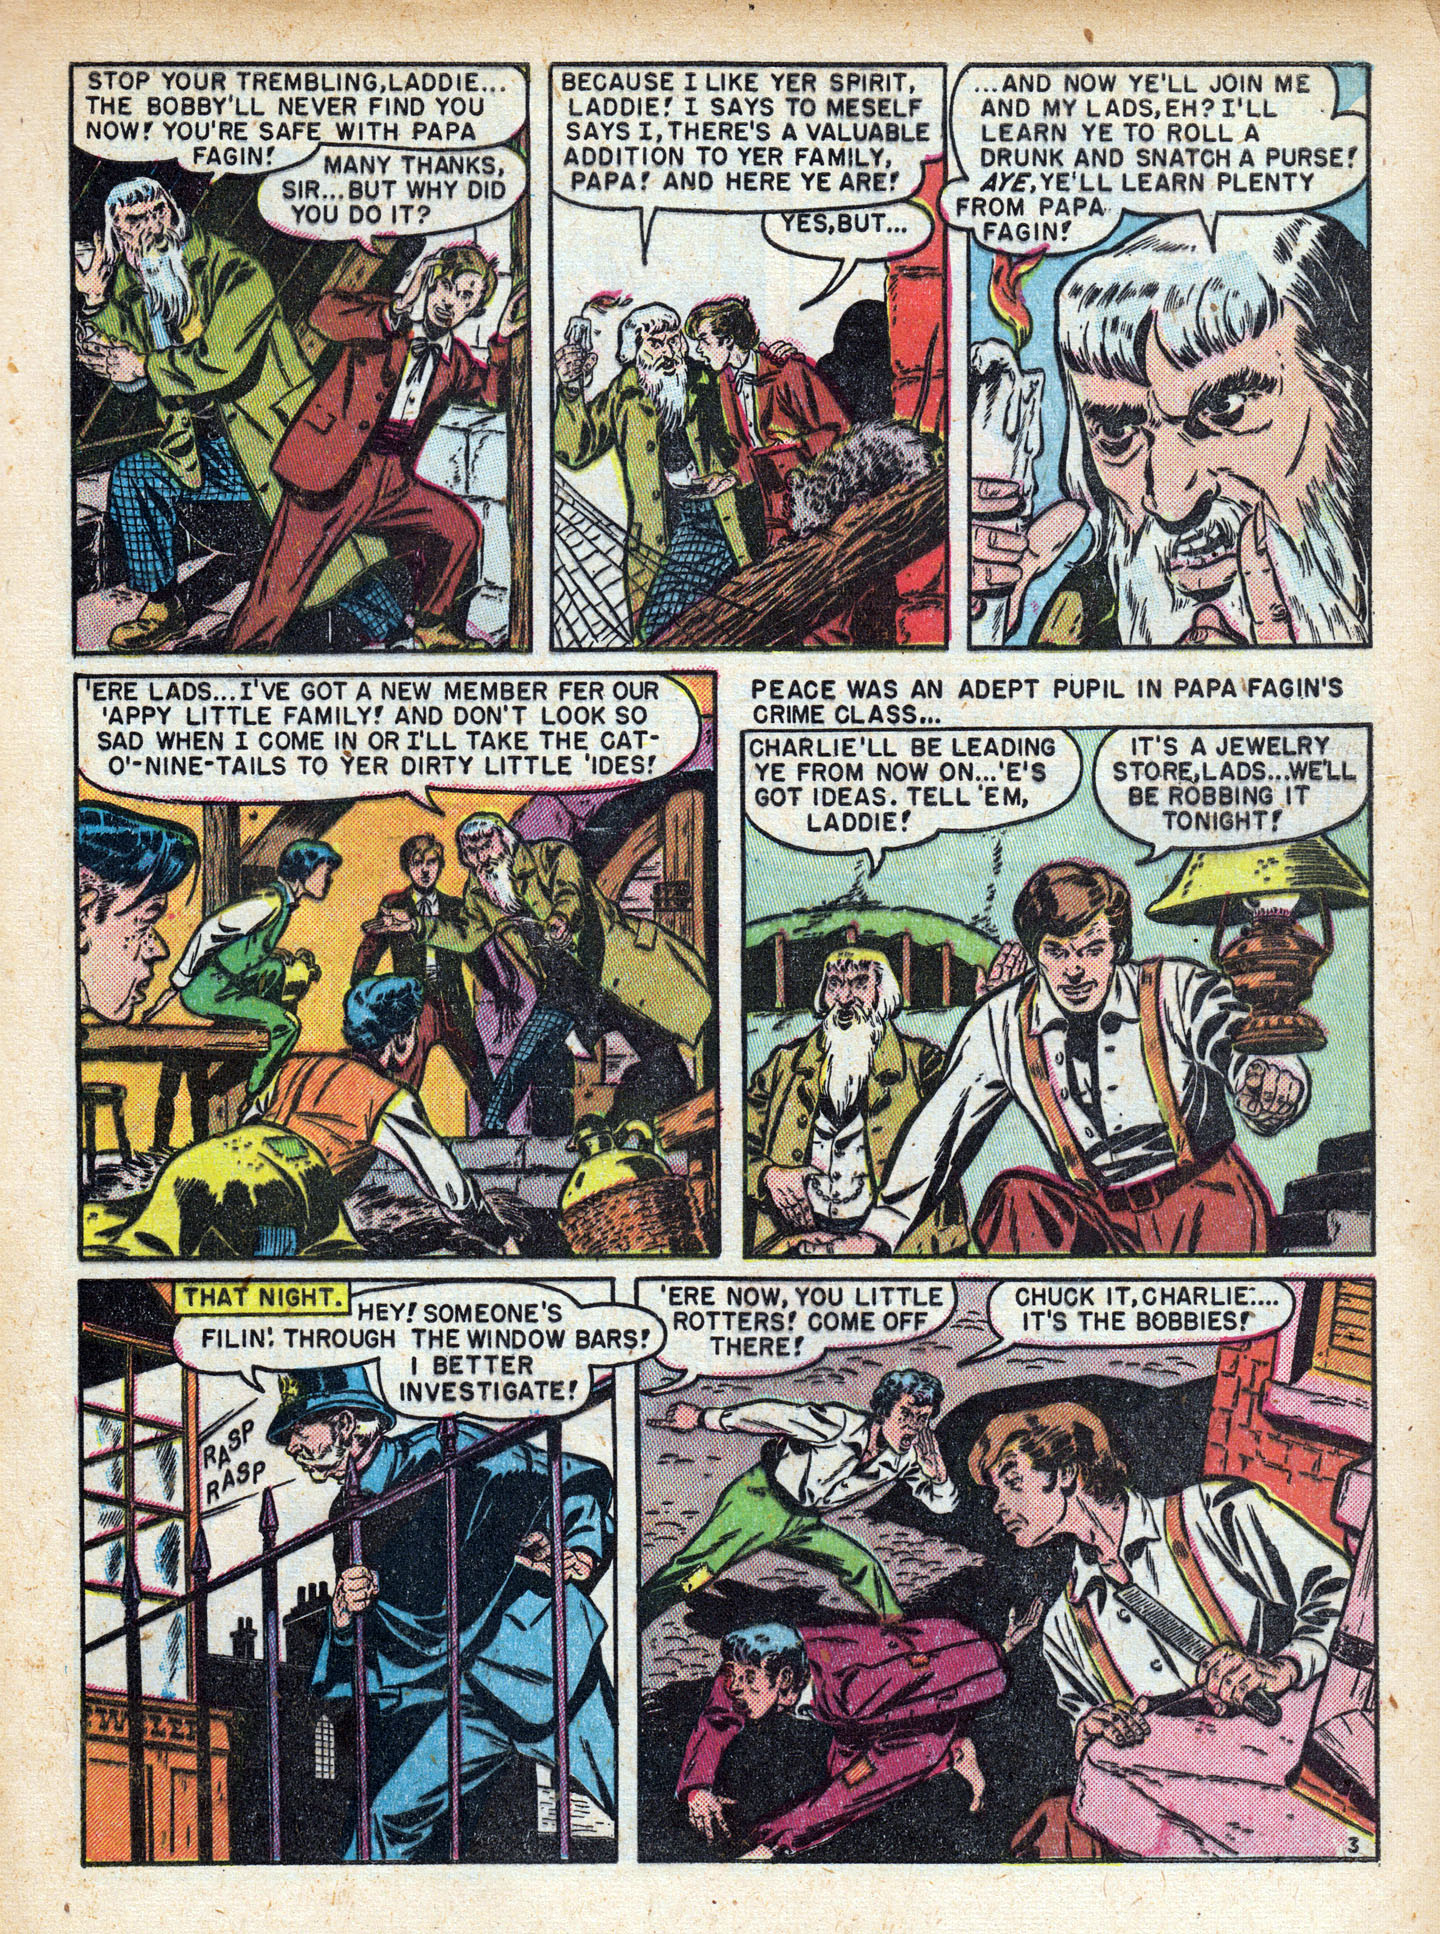 STOP YOUR TREMBLING, LADDIE...
THE BOBBY'LL NEVER FIND YOU
NOW! YOU'RE SAFE WITH PAPA
FAGIN!
MANY THANKS,
SIR...BUT WHY DID
YOU DO IT?
BECAUSE I LIKE YER SPIRIT,
LADDIE! I SAYS TO MESELF
SAYS I, THERE'S A VALUABLE
ADDITION TO YER FAMILY,
PAPA! AND HERE YE ARE!
YES, BUT...
...AND NOW YE'LL JOIN ME
AND MY LADS, EH? I'LL
LEARN YE TO ROLL A
DRUNK AND SNATCH A PURSE!
AYE, YE'LL LEARN PLENTY
FROM PAPA
FAGIN!
'ERE LADS...I'VE GOT A NEW MEMBER FER OUR
'APPY LITTLE FAMILY! AND DON'T LOOK SO
SAD WHEN I COME IN OR I'LL TAKE THE CAT-
O'-NINE-TAILS TO YER DIRTY LITTLE 'IDES!
PEACE WAS AN ADEPT PUPIL IN PAPA FAGIN'S
CRIME CLASS...
CHARLIE'LL BE LEADING
YE FROM NOW ON...'E'S
GOT IDEAS. TELL 'EM,
LADDIE!
IT'S A JEWELRY
STORE, LADS...WE'LL
BE ROBBING IT
TONIGHT!
THAT NIGHT.
HEY! SOMEONE'S
FILIN'. THROUGH THE WINDOW BARS!
I BETTER
INVESTIGATE!
RASP
RASP
JEWELER
'ERE NOW, YOU LITTLE
ROTTERS! COME OFF
THERE!
CHUCK IT, CHARLIE....
IT'S THE BOBBIES!
3